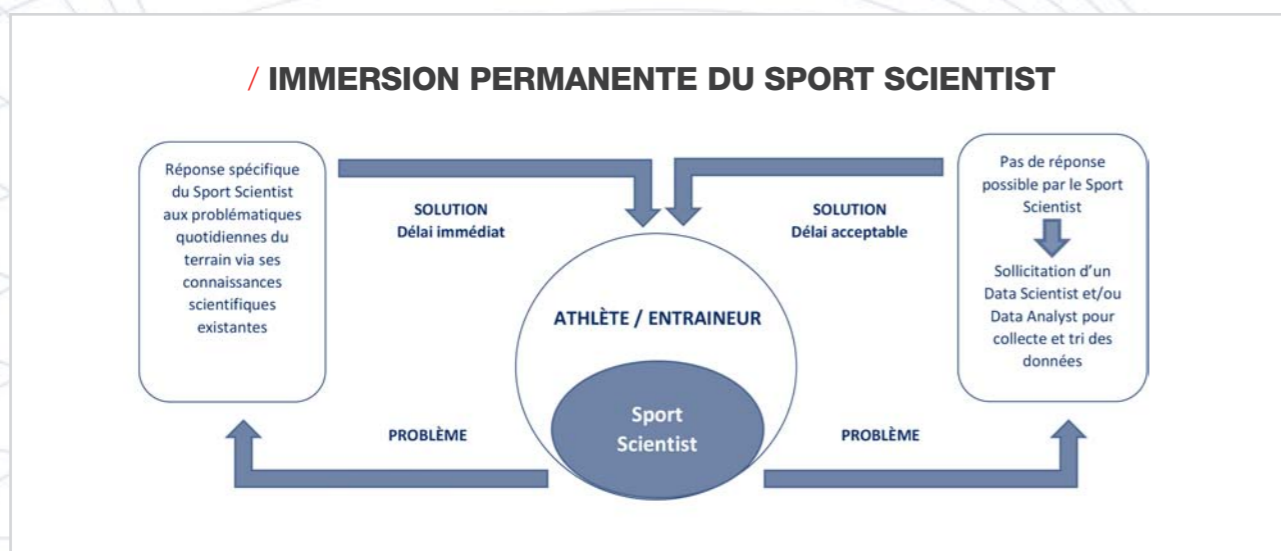 / IMMERSION PERMANENTE DU SPORT SCIENTIST
Réponse spécifique
du Sport Scientist
aux problématiques
quotidiennes du
terrain via ses
connaissances
scientifiques
existantes
SOLUTION
Délai immédiat
SOLUTION
Délai acceptable
Pas de réponse
possible par le Sport
Scientist
Sollicitation d'un
Data Scientist et/ou
Data Analyst pour
collecte et tri des
données
ATHLÈTE / ENTRAINEUR
Sport
Scientist
PROBLÈME
PROBLÈME